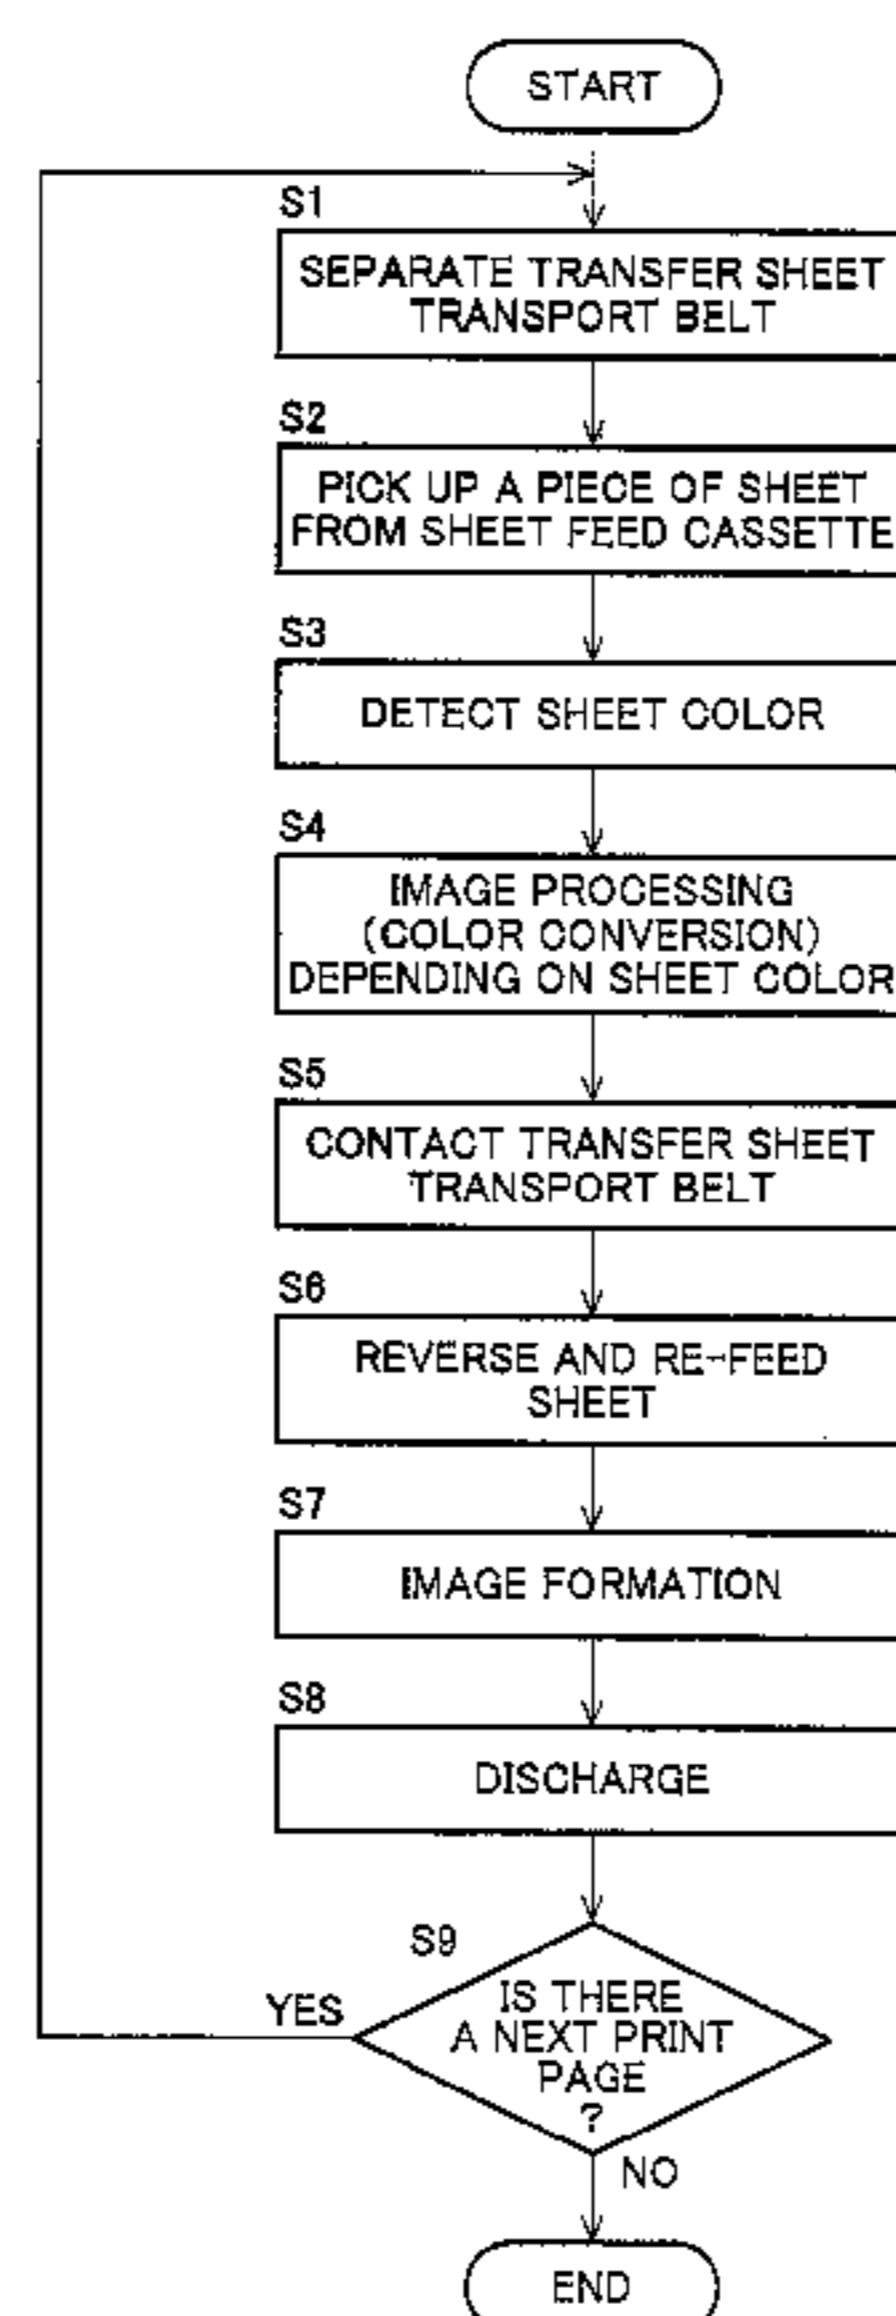 START
S1
SEPARATE TRANSFER SHEET
TRANSPORT BELT
S2
PICK UP A PIECE OF SHEET
FROM SHEET FEED CASSETTE
S3
DETECT SHEET COLOR
S4
IMAGE PROCESSING
(COLOR CONVERSION)
DEPENDING ON SHEET COLOR
S5
CONTACT TRANSFER SHEET
TRANSPORT BELT
S6
REVERSE AND RE-FEED
SHEET
S7
IMAGE FORMATION
S8
DISCHARGE
S9
IS THERE
A NEXT PRINT
PAGE
?
YES
NO
END